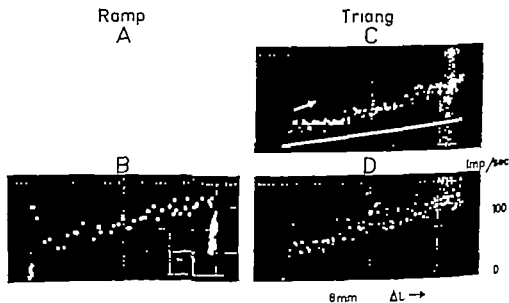 Ramp Triang
A C
B D Imp/sec
100
0
8mm ΔL →